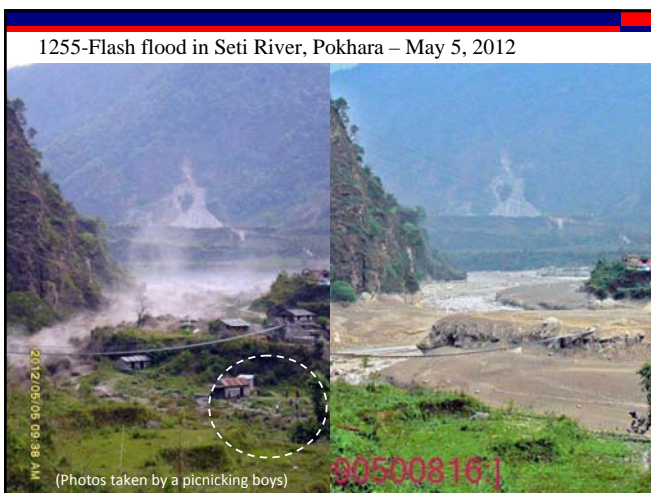 1255-Flash flood in Seti River, Pokhara – May 5, 2012
2012/05/05 09:38 AM
(Photos taken by a picnicking boys)
90500816:]